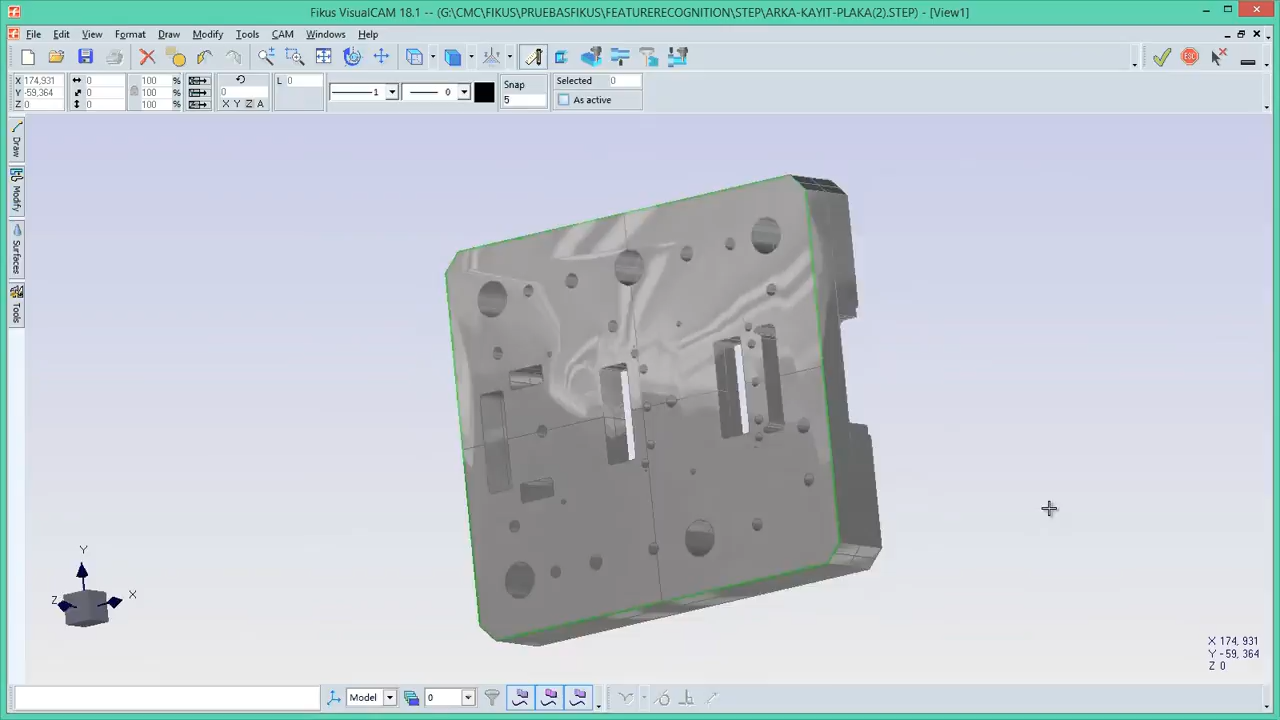 Fikus VisualCAM 18.1 -- (G:\CMC\FIKUS\PRUEBASFIKUS\FEATURERECOGNITION\STEP\ARKA-KAYIT-PLAKA(2).STEP) - [View1]
File Edit View Format Draw Modify Tools CAM Windows Help
X 174,931 0 100 % L 0 Snap Selected 0
Y -59,364 0 100 % 0 1 0 5 As active
Z 0 0 100 % X Y Z A
Draw
Modify
Surfaces
Tools
Y
Z X
X 174, 931
Y -59, 364
Z 0
Model 0
ESC